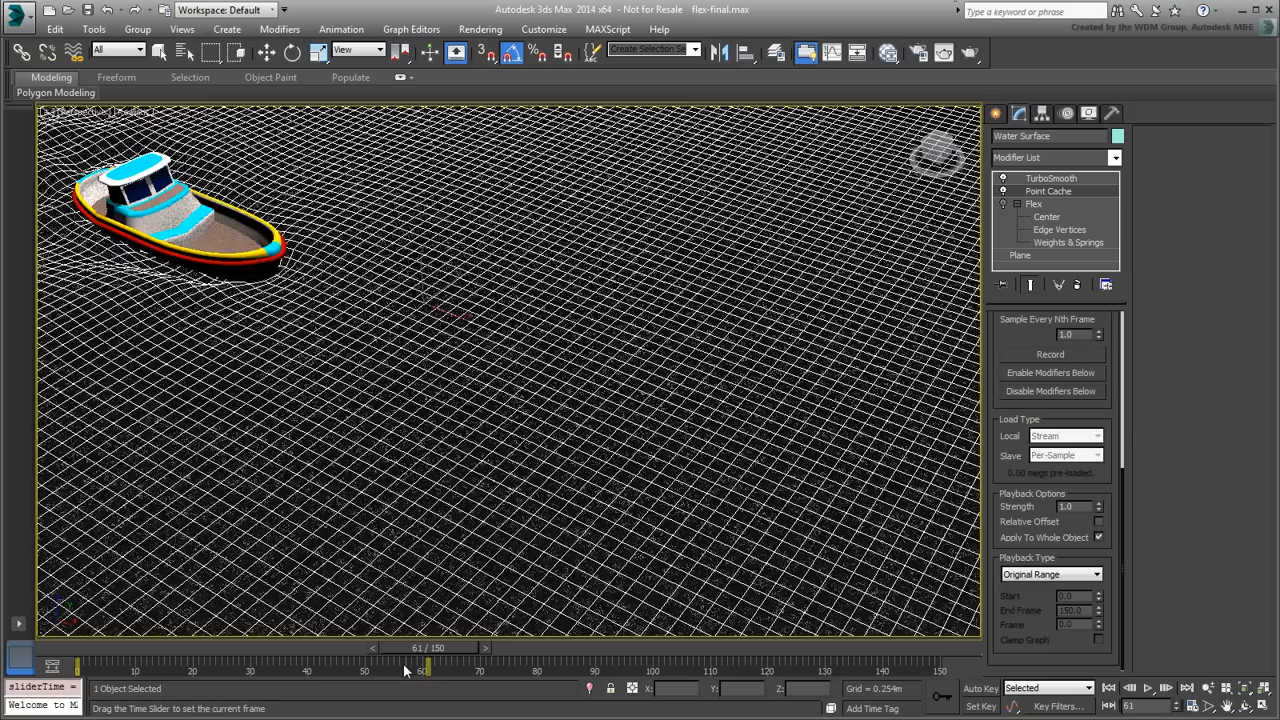 Workspace: Default
Autodesk 3ds Max 2014 x64 - Not for Resale flex-final.max
Type a keyword or phrase
Created by the WDM Group, Autodesk M&E
Edit Tools Group Views Create Modifiers Animation Graph Editors Rendering Customize MAXScript Help
All
View
Create Selection Se
Modeling Freeform Selection Object Paint Populate
Polygon Modeling
Water Surface
Modifier List
TurboSmooth
Point Cache
Flex
Center
Edge Vertices
Weights & Springs
Plane
Sample Every Nth Frame
1.0
Record
Enable Modifiers Below
Disable Modifiers Below
Load Type
Local Stream
Slave Per-Sample
0.00 megs pre-loaded.
Playback Options
Strength 1.0
Relative Offset
Apply To Whole Object
Playback Type
Original Range
Start 0.0
End Frame 150.0
Frame 0.0
Clamp Graph
61 / 150
0 10 20 30 40 50 60 70 80 90 100 110 120 130 140 150
sliderTime = 1 Object Selected X: Y: Z: Grid = 0.254m Auto Key Selected
Welcome to M Drag the Time Slider to set the current frame Add Time Tag Set Key Key Filters... 61